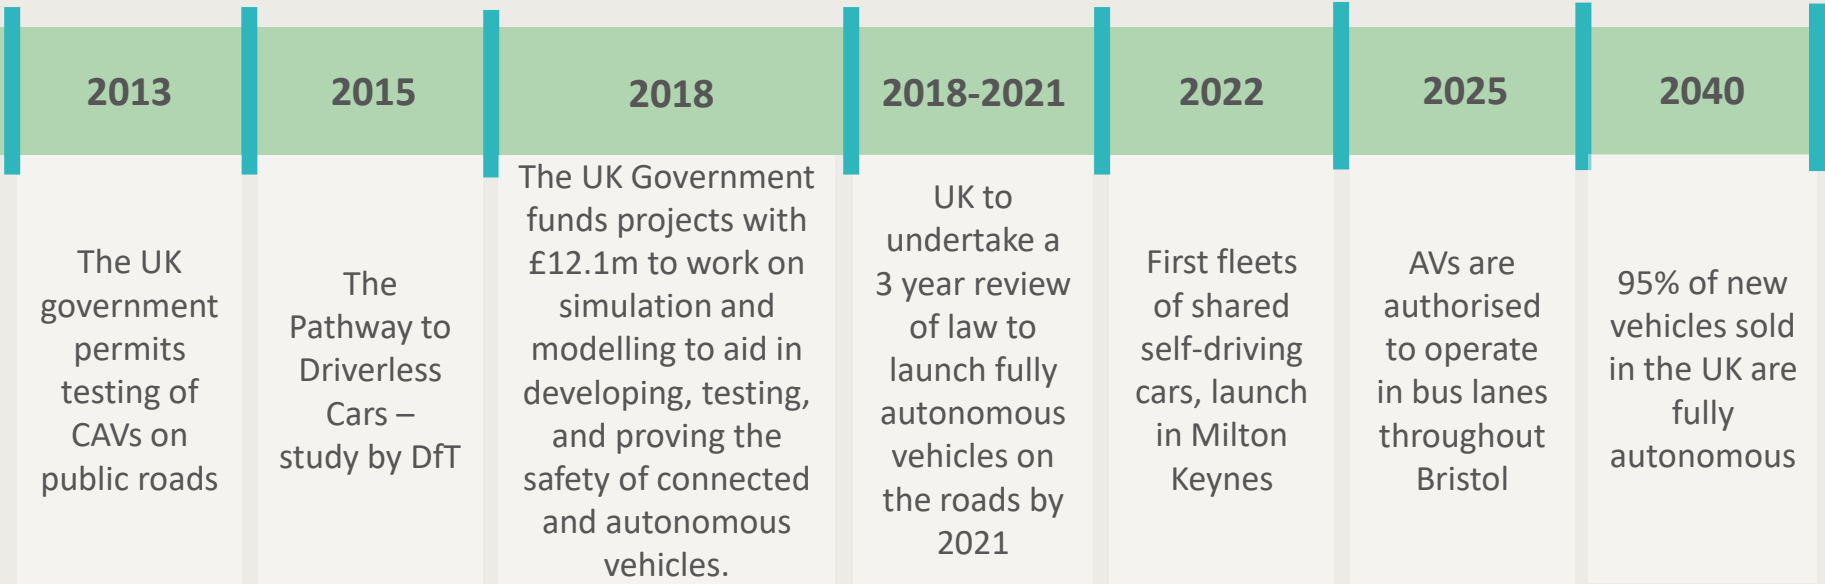 2013
The UK
government
permits
testing of
CAVs on
public roads
2015
The
Pathway to
Driverless
Cars –
study by DfT
2018
The UK Government
funds projects with
£12.1m to work on
simulation and
modelling to aid in
developing, testing,
and proving the
safety of connected
and autonomous
vehicles.
2018-2021
UK to
undertake a
3 year review
of law to
launch fully
autonomous
vehicles on
the roads by
2021
2022
First fleets
of shared
self-driving
cars, launch
in Milton
Keynes
2025
AVs are
authorised
to operate
in bus lanes
throughout
Bristol
2040
95% of new
vehicles sold
in the UK are
fully
autonomous